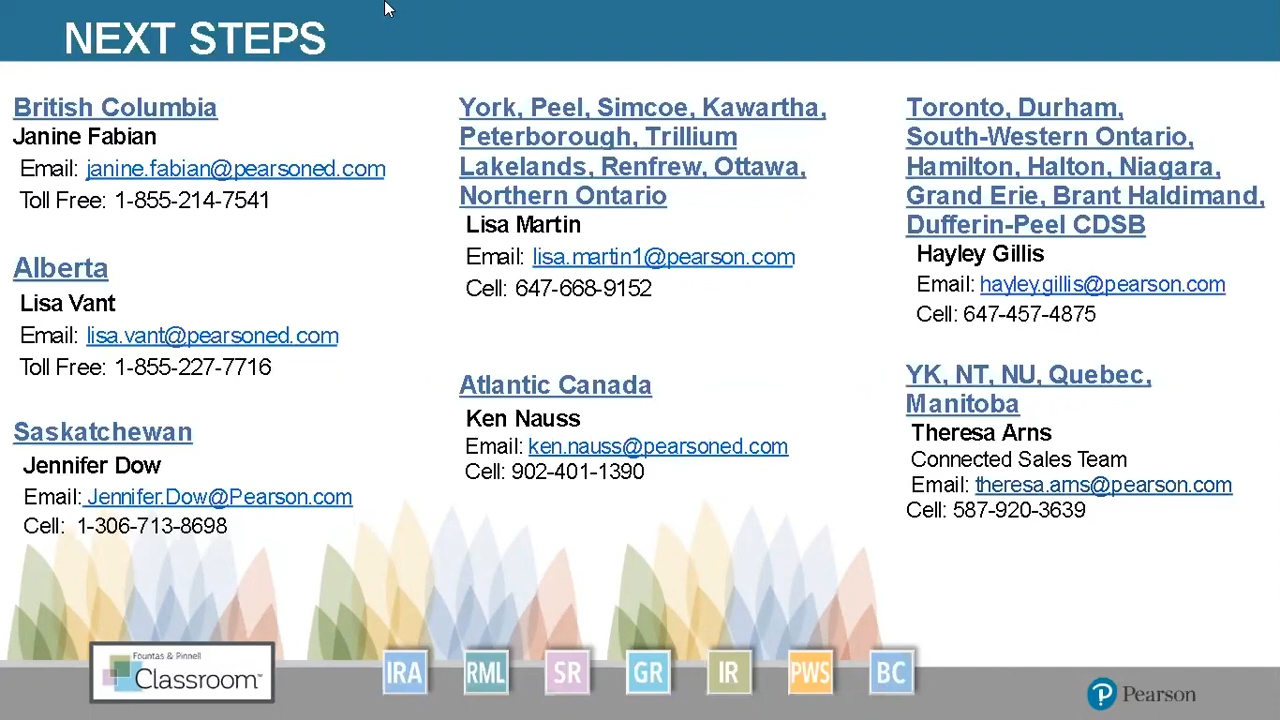 NEXT STEPS
British Columbia
Janine Fabian
Email: janine.fabian@pearsoned.com
Toll Free: 1-855-214-7541
Alberta
Lisa Vant
Email: lisa.vant@pearsoned.com
Toll Free: 1-855-227-7716
Saskatchewan
Jennifer Dow
Email: Jennifer.Dow@Pearson.com
Cell: 1-306-713-8698
York, Peel, Simcoe, Kawartha,
Peterborough, Trillium
Lakelands, Renfrew, Ottawa,
Northern Ontario
Lisa Martin
Email: lisa.martin1@pearson.com
Cell: 647-668-9152
Atlantic Canada
Ken Nauss
Email: ken.nauss@pearsoned.com
Cell: 902-401-1390
Toronto, Durham,
South-Western Ontario,
Hamilton, Halton, Niagara,
Grand Erie, Brant Haldimand,
Dufferin-Peel CDSB
Hayley Gillis
Email: hayley.gillis@pearson.com
Cell: 647-457-4875
YK, NT, NU, Quebec,
Manitoba
Theresa Arns
Connected Sales Team
Email: theresa.arns@pearson.com
Cell: 587-920-3639
Fountas & Pinnell
Classroom™
IRA
RML
SR
GR
IR
PWS
BC
P Pearson